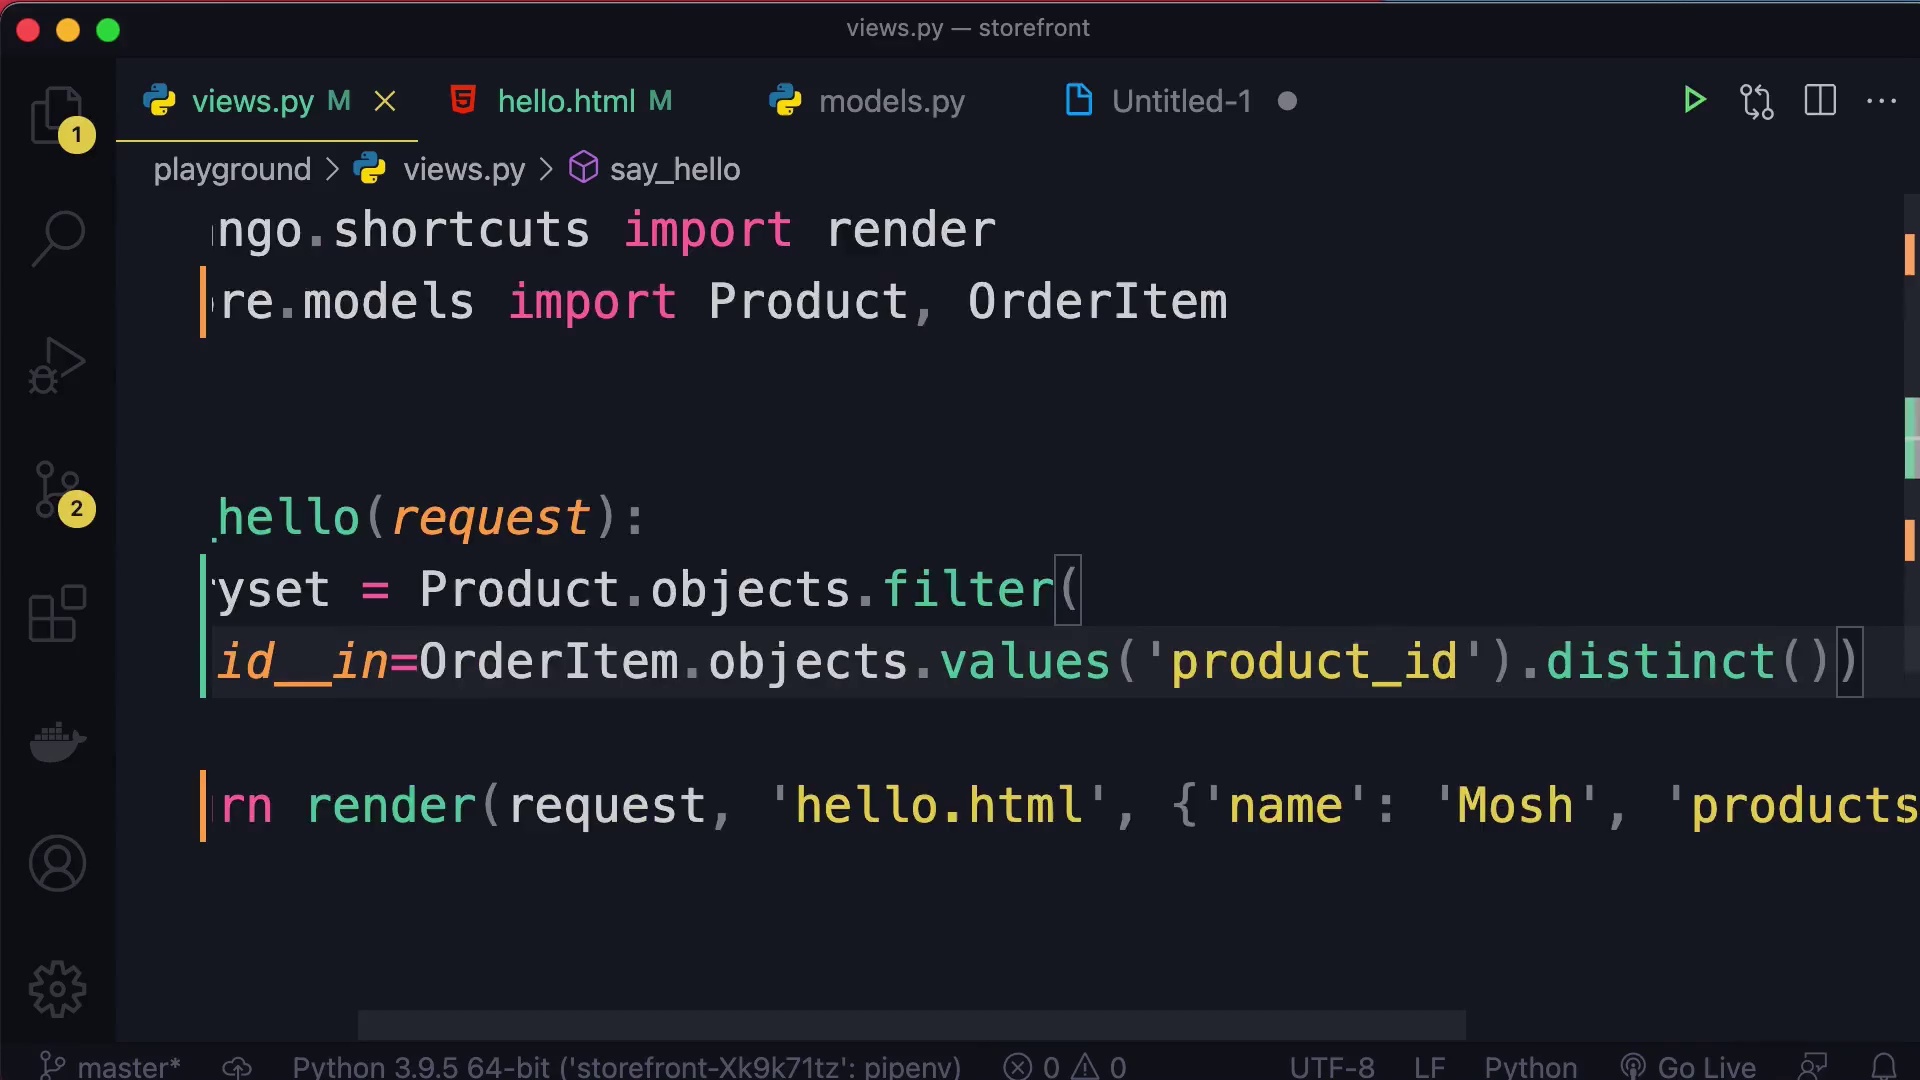 views.py — storefront
views.py M hello.html M models.py Untitled-1
1
playground > views.py > say_hello
ngo.shortcuts import render
re.models import Product, OrderItem
_hello(request):
yset = Product.objects.filter(
id__in=OrderItem.objects.values('product_id').distinct())
2
rn render(request, 'hello.html', {'name': 'Mosh', 'products
master* Python 3.9.5 64-bit ('storefront-Xk9k71tz': pipenv) 0 0 UTF-8 LF Python Go Live